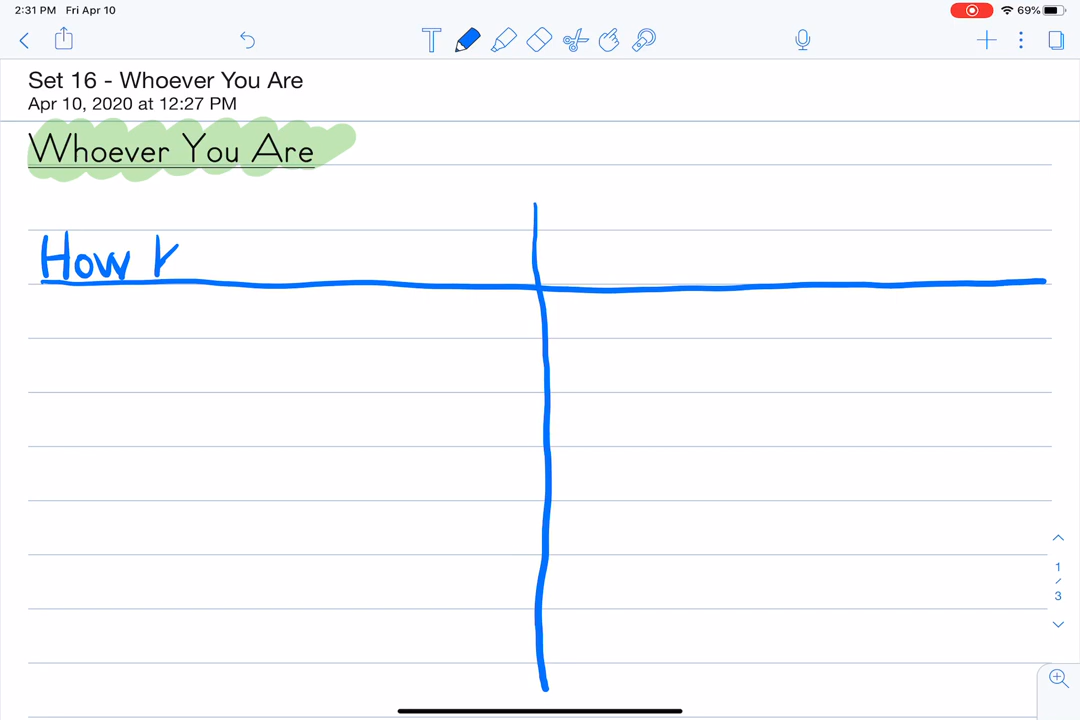 2:31 PM Fri Apr 10
69%
T
Set 16 - Whoever You Are
Apr 10, 2020 at 12:27 PM
Whoever You Are
How
1
/
3